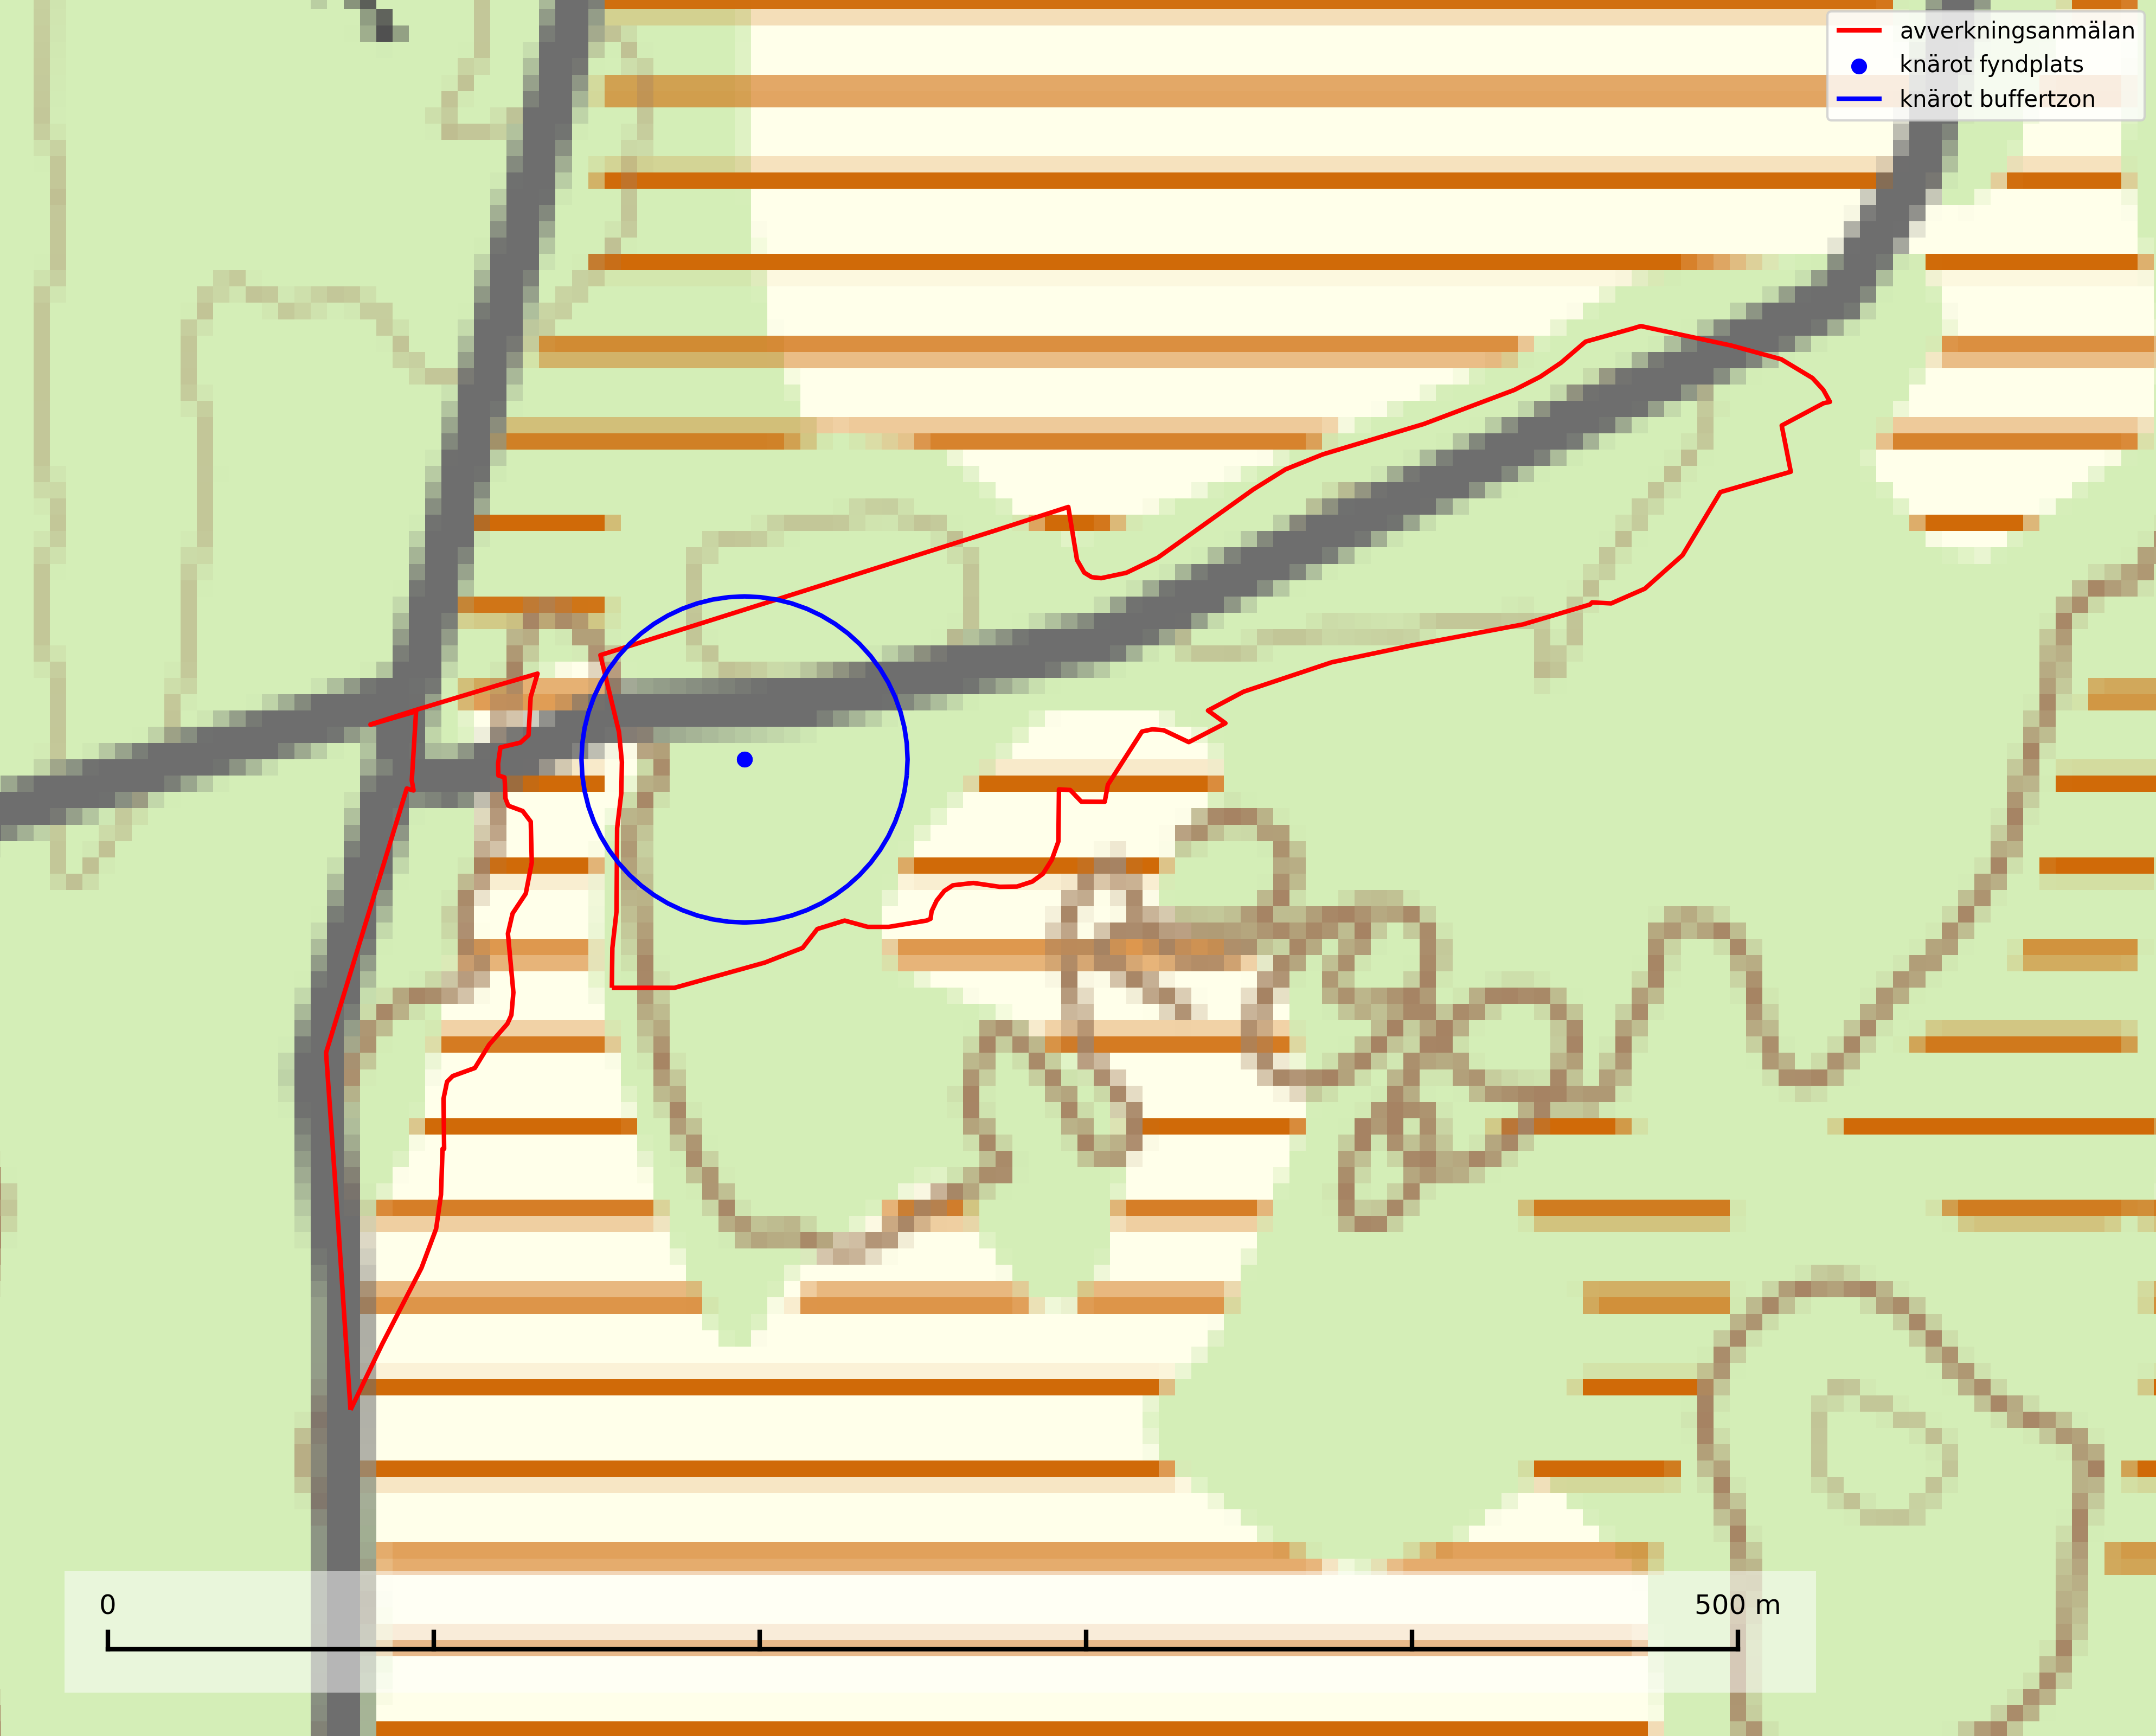 avverkningsanmälan
knärot fyndplats
knärot buffertzon
0
500 m